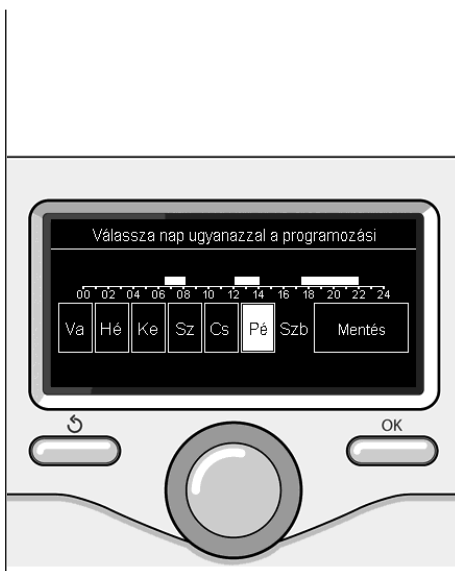 Válassza nap ugyanazzal a programozási
00 02 04 06 08 10 12 14 16 18 20 22 24
Va Hé Ke Sz Cs Pé Szb Mentés
OK